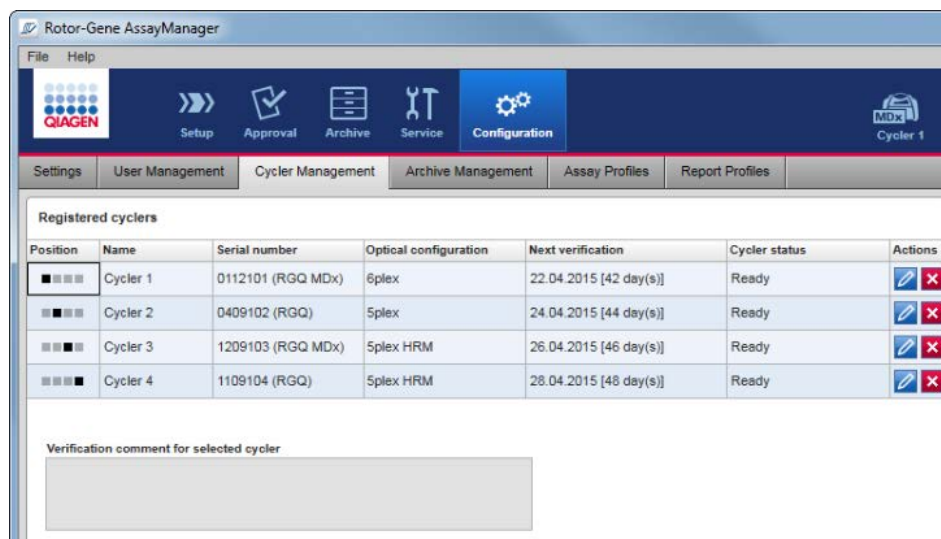 Rotor-Gene AssayManager
File Help
QIAGEN
Setup Approval Archive Service Configuration
MDx
Cycler 1
Settings User Management Cycler Management Archive Management Assay Profiles Report Profiles
Registered cyclers
Position Name Serial number Optical configuration Next verification Cycler status Actions
Cycler 1 0112101 (RGQ MDx) 6plex 22.04.2015 [42 day(s)] Ready
Cycler 2 0409102 (RGQ) 5plex 24.04.2015 [44 day(s)] Ready
Cycler 3 1209103 (RGQ MDx) 5plex HRM 26.04.2015 [46 day(s)] Ready
Cycler 4 1109104 (RGQ) 5plex HRM 28.04.2015 [48 day(s)] Ready
Verification comment for selected cycler